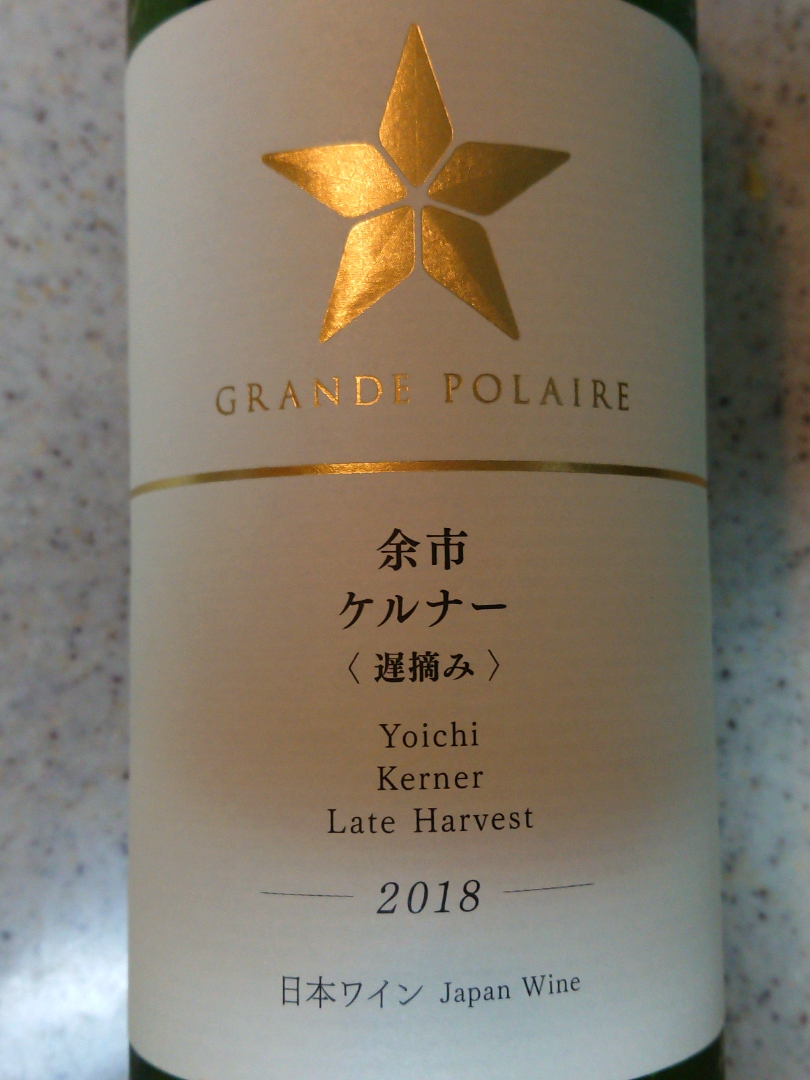 GRANDE POLAIRE
余市
ケルナー
〈遅摘み〉
Yoichi
Kerner
Late Harvest
2018
日本ワイン Japan Wine